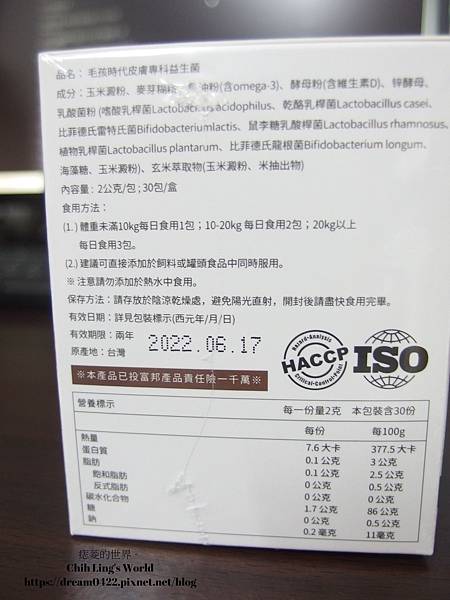 品名：毛孩時代皮膚專科益生菌
成分：玉米澱粉、麥芽糊精、魚油粉(含omega-3)、酵母粉(含維生素D)、锌酵母、
乳酸菌粉(嗜酸乳桿菌Lactobacillus acidophilus、乾酪乳桿菌Lactobacillus casei、
比菲德氏雷特氏菌Bifidobacteriumlactis、鼠李糖乳酸桿菌Lactobacillus rhamnosus、
植物乳桿菌Lactobacillus plantarum、比菲德氏龍根菌Bifidobacterium longum、
海藻糖、玉米澱粉)、玄米萃取物(玉米澱粉、米抽出物)
內容量：2公克/包；30包/盒
食用方法：
(1.) 體重未滿10kg每日食用1包；10-20kg 每日食用2包；20kg以上
每日食用3包。
(2.) 建議可直接添加於飼料或罐頭食品中同時服用。
※ 注意請勿添加於熱水中食用。
保存方法：請存放於陰涼乾燥處，避免陽光直射，開封後請盡快食用完畢。
有效日期：詳見包裝標示(西元年/月/日)
有效期限：兩年
原產地：台灣
2022.06.17
Hazard-Analysis
HACCP
Critical-Control-Point
ISO
※本產品已投富邦產品責任險一千萬※
營養標示 每一份量2克 本包裝含30份
每份 每100g
熱量 7.6 大卡 377.5 大卡
蛋白質 0.1 公克 3 公克
脂肪 0.1 公克 2.5 公克
飽和脂肪 0 公克 0.5 公克
反式脂肪 0 公克 0 公克
碳水化合物 1.7 公克 86 公克
糖 0 公克 0.5 公克
鈉 0.2 毫克 11毫克
痞菱的世界。
Chih Ling's World
https://dream0422.pixnet.net/blog